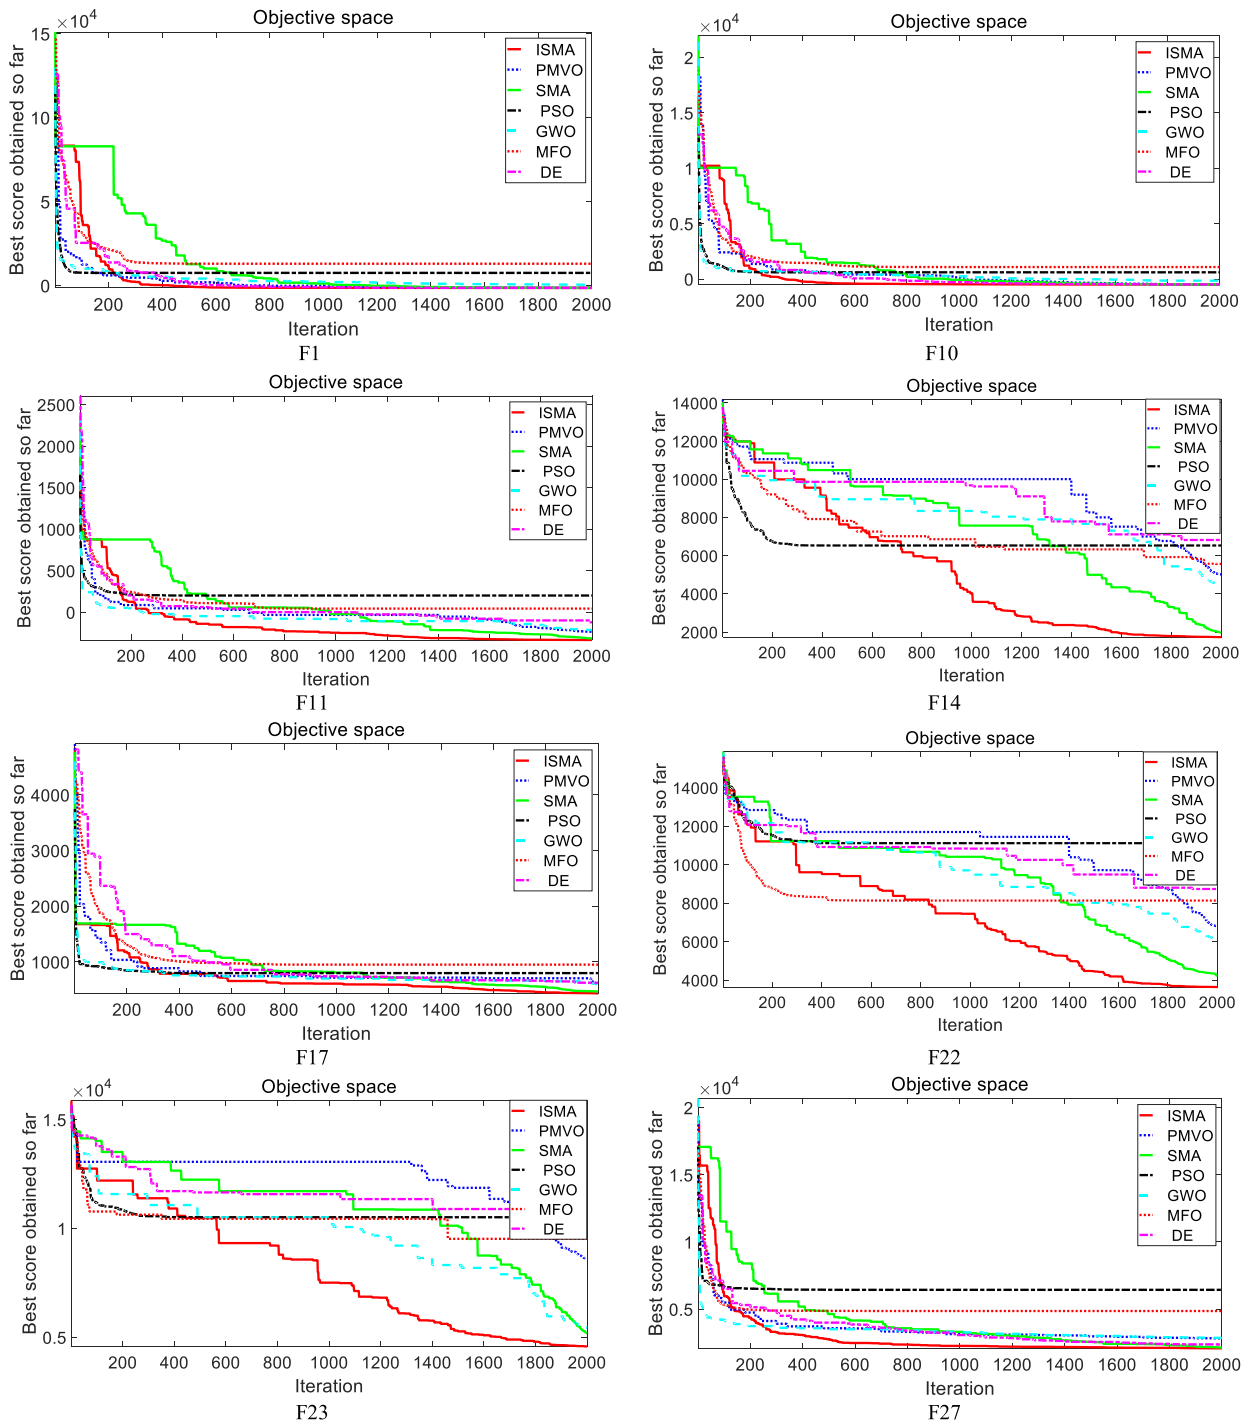 Objective space
×10⁴
Best score obtained so far
15
10
5
0
ISMA
PMVO
SMA
PSO
GWO
MFO
DE
200 400 600 800 1000 1200 1400 1600 1800 2000
Iteration
F1
Objective space
×10⁴
Best score obtained so far
2
1.5
1
0.5
0
ISMA
PMVO
SMA
PSO
GWO
MFO
DE
200 400 600 800 1000 1200 1400 1600 1800 2000
Iteration
F10
Objective space
Best score obtained so far
2500
2000
1500
1000
500
0
ISMA
PMVO
SMA
PSO
GWO
MFO
DE
200 400 600 800 1000 1200 1400 1600 1800 2000
Iteration
F11
Objective space
Best score obtained so far
14000
12000
10000
8000
6000
4000
2000
ISMA
PMVO
SMA
PSO
GWO
MFO
DE
200 400 600 800 1000 1200 1400 1600 1800 2000
Iteration
F14
Objective space
Best score obtained so far
4000
3000
2000
1000
ISMA
PMVO
SMA
PSO
GWO
MFO
DE
200 400 600 800 1000 1200 1400 1600 1800 2000
Iteration
F17
Objective space
Best score obtained so far
14000
12000
10000
8000
6000
4000
ISMA
PMVO
SMA
PSO
GWO
MFO
DE
200 400 600 800 1000 1200 1400 1600 1800 2000
Iteration
F22
Objective space
×10⁴
Best score obtained so far
1.5
1
0.5
ISMA
PMVO
SMA
PSO
GWO
MFO
DE
200 400 600 800 1000 1200 1400 1600 1800 2000
Iteration
F23
Objective space
×10⁴
Best score obtained so far
2
1.5
1
0.5
ISMA
PMVO
SMA
PSO
GWO
MFO
DE
200 400 600 800 1000 1200 1400 1600 1800 2000
Iteration
F27